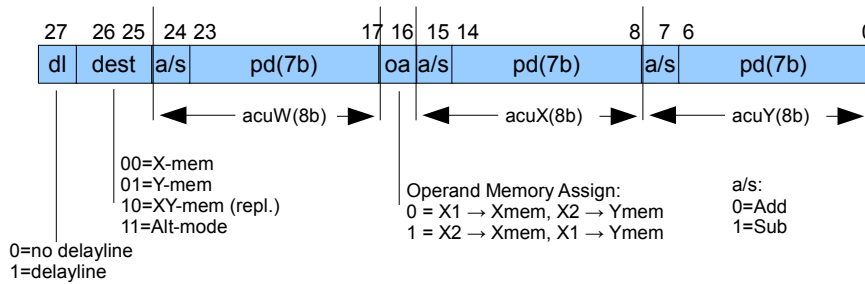 27 26 25 24 23 17 16 15 14 8 7 6 0
dl dest a/s pd(7b) oa a/s pd(7b) a/s pd(7b)
acuW(8b) acuX(8b) acuY(8b)
00=X-mem
01=Y-mem
10=XY-mem (repl.)
11=Alt-mode
0=no delayline
1=delayline
Operand Memory Assign:
0 = X1 → Xmem, X2 → Ymem
1 = X2 → Xmem, X1 → Ymem
a/s:
0=Add
1=Sub